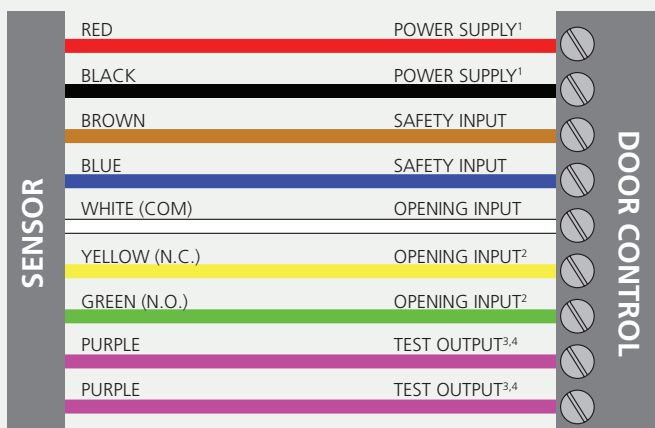 SENSOR
RED POWER SUPPLY¹
BLACK POWER SUPPLY¹
BROWN SAFETY INPUT
BLUE SAFETY INPUT
WHITE (COM) OPENING INPUT
YELLOW (N.C.) OPENING INPUT²
GREEN (N.O.) OPENING INPUT²
PURPLE TEST OUTPUT³,⁴
PURPLE TEST OUTPUT³,⁴
DOOR CONTROL